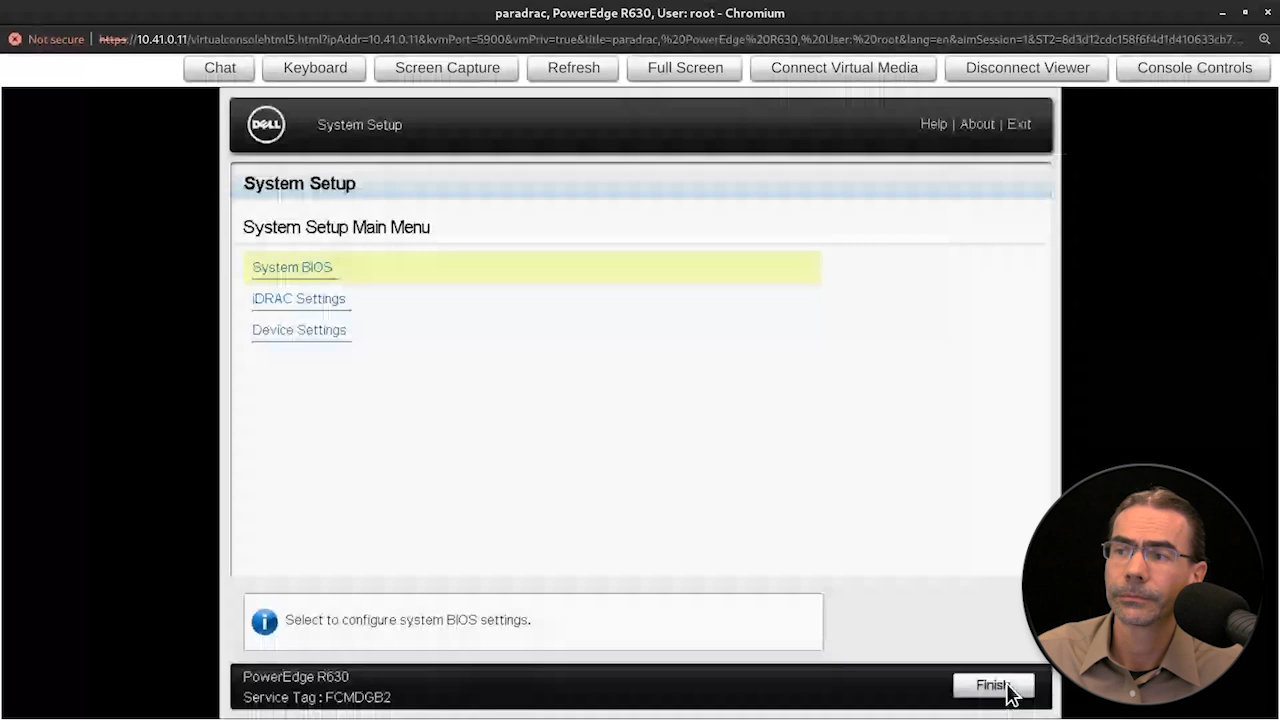 paradrac, PowerEdge R630, User: root - Chromium
Not secure | https://10.41.0.11/virtualconsolehtml5.html?ipAddr=10.41.0.11&kvmPort=5900&vmPriv=true&title=paradrac,%20PowerEdge%20R630,%20User:%20root&lang=en&aimSession=1&ST2=8d3d12cdc158f6f4d1d410633cb7...
Chat Keyboard Screen Capture Refresh Full Screen Connect Virtual Media Disconnect Viewer Console Controls
DELL System Setup Help | About | Exit
System Setup
System Setup Main Menu
System BIOS
iDRAC Settings
Device Settings
Select to configure system BIOS settings.
PowerEdge R630
Service Tag : FCMDGB2
Finish